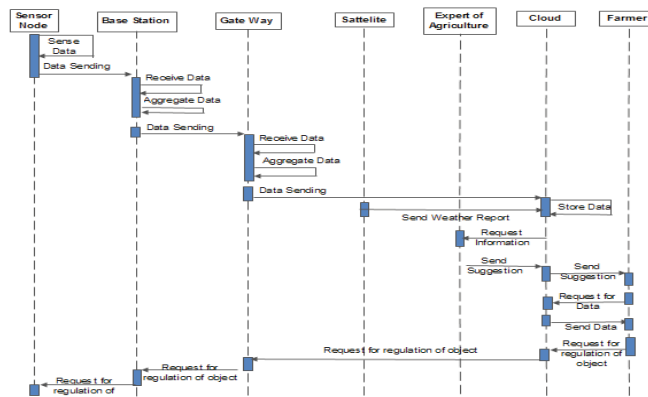 Sensor
Node
Base Station
Gate Way
Sattelite
Expert of
Agriculture
Cloud
Farmer
Sense
Data
Data Sending
Receive Data
Aggregate Data
Data Sending
Receive Data
Aggregate Data
Data Sending
Store Data
Send Weather Report
Request
Information
Send
Suggestion
Send
Suggestion
Request for
Data
Send Data
Request for
regulation of
object
Request for regulation of object
Request for
regulation of object
Request for
regulation of